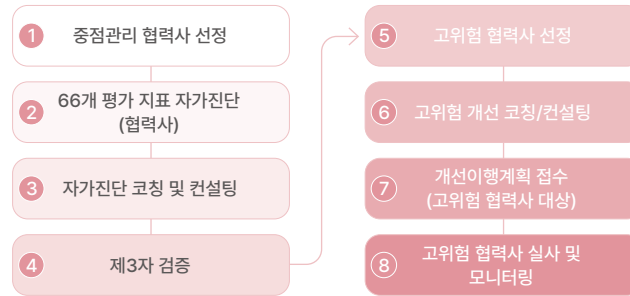 1 중점관리 협력사 선정
2 66개 평가 지표 자가진단
(협력사)
3 자가진단 코칭 및 컨설팅
4 제3자 검증
5 고위험 협력사 선정
6 고위험 개선 코칭/컨설팅
7 개선이행계획 접수
(고위험 협력사 대상)
8 고위험 협력사 실사 및
모니터링